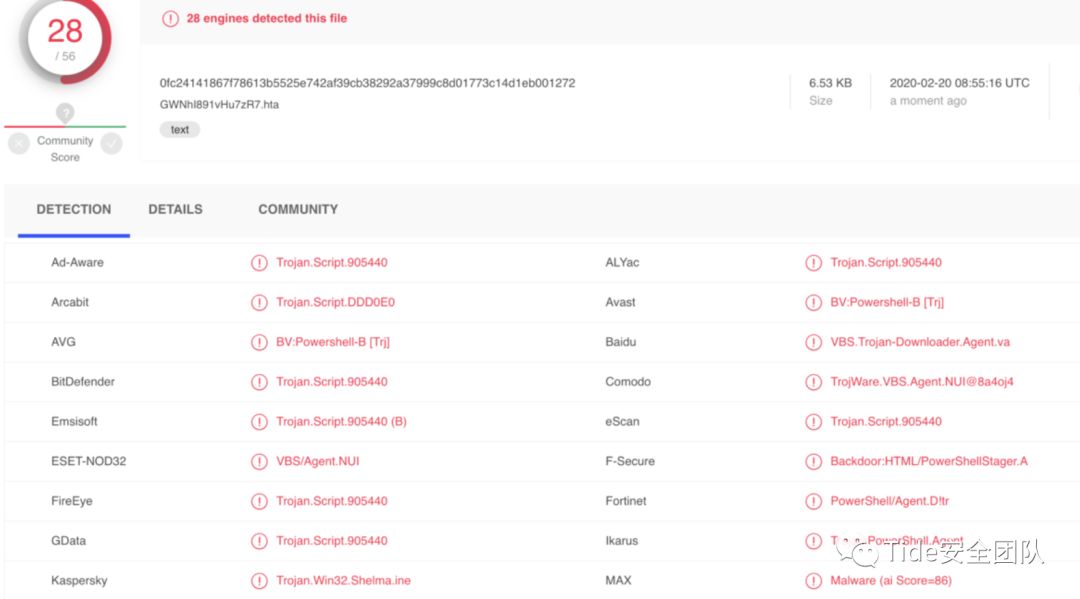 28
/ 56
28 engines detected this file
0fc24141867f78613b5525e742af39cb38292a37999c8d01773c14d1eb001272
GWNhI891vHu7zR7.hta
text
6.53 KB
Size
2020-02-20 08:55:16 UTC
a moment ago
?
Community
Score
DETECTION DETAILS COMMUNITY
Ad-Aware Trojan.Script.905440 ALYac Trojan.Script.905440
Arcabit Trojan.Script.DDD0E0 Avast BV:Powershell-B [Trj]
AVG BV:Powershell-B [Trj] Baidu VBS.Trojan-Downloader.Agent.va
BitDefender Trojan.Script.905440 Comodo TrojWare.VBS.Agent.NUI@8a4oj4
Emsisoft Trojan.Script.905440 (B) eScan Trojan.Script.905440
ESET-NOD32 VBS/Agent.NUI F-Secure Backdoor:HTML/PowerShellStager.A
FireEye Trojan.Script.905440 Fortinet PowerShell/Agent.D!tr
GData Trojan.Script.905440 Ikarus
Tide安全团队
Kaspersky Trojan.Win32.Shelma.ine MAX Malware (ai Score=86)